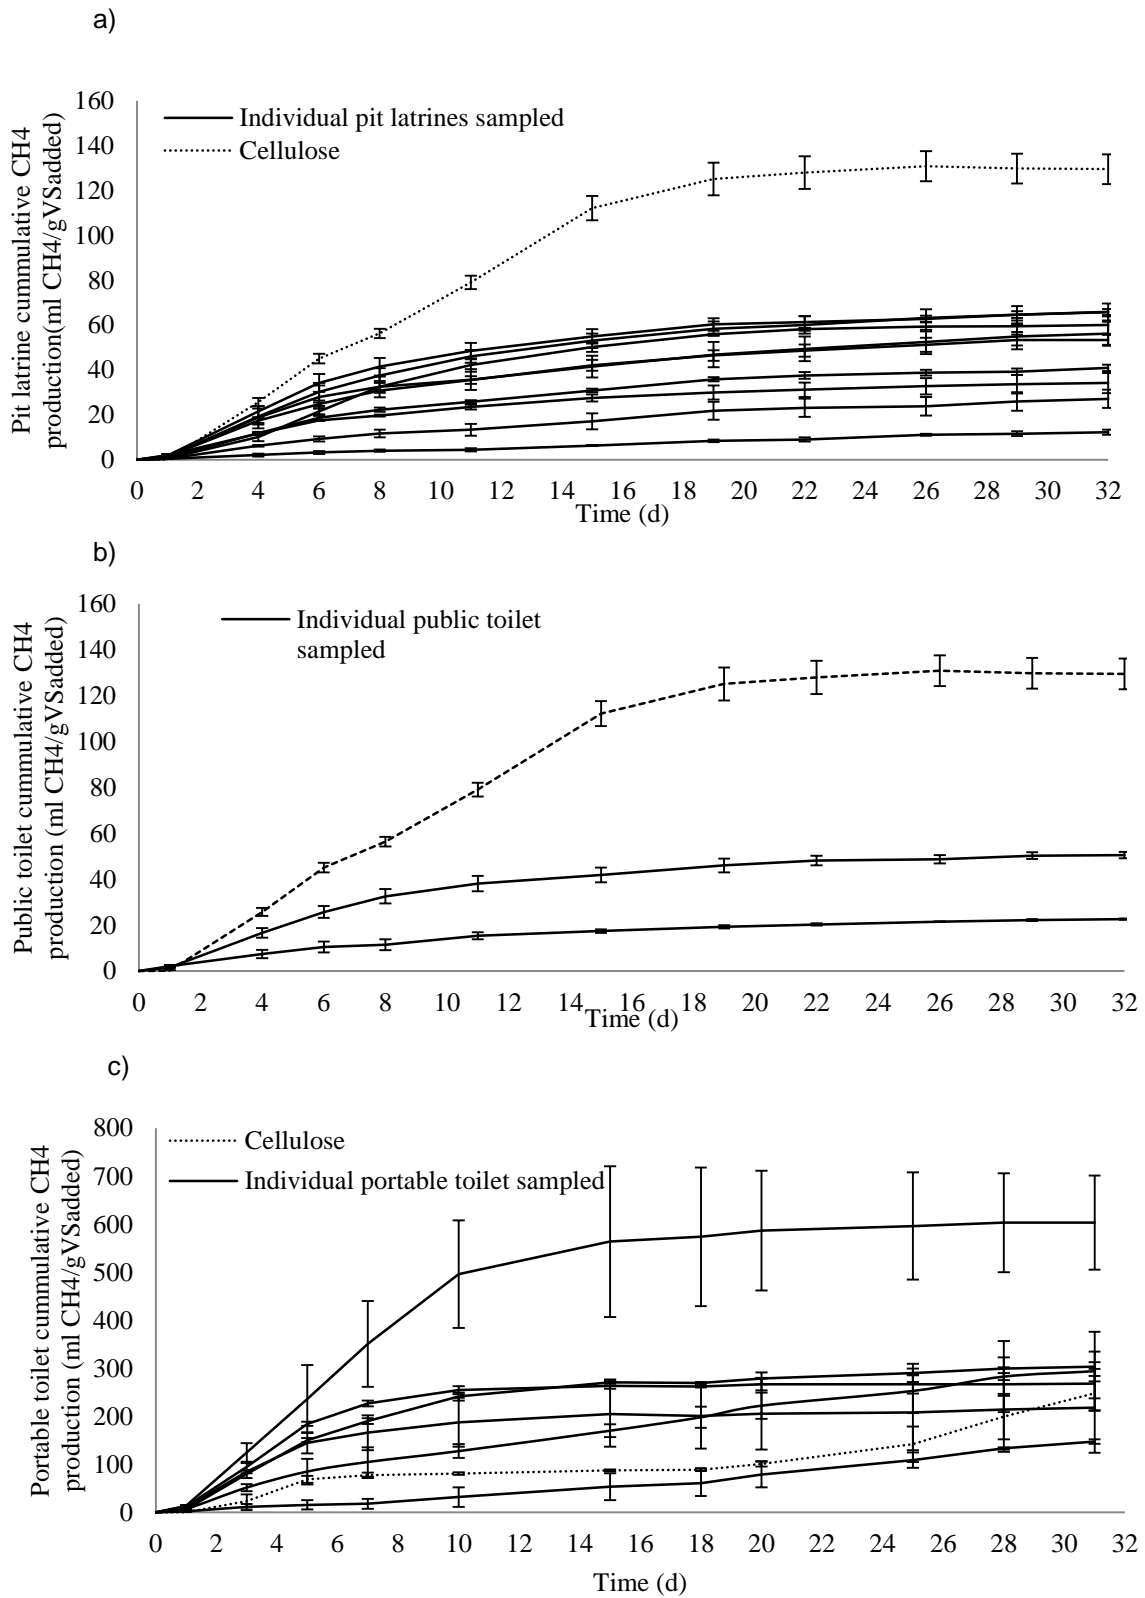 a)
Pit latrine cummulative CH4
production(ml CH4/gVSadded)
160
140
120
100
80
60
40
20
0
Individual pit latrines sampled
Cellulose
0 2 4 6 8 10 12 14 16 18 20 22 24 26 28 30 32
Time (d)
b)
Public toilet cummulative CH4
production (ml CH4/gVSadded)
160
140
120
100
80
60
40
20
0
Individual public toilet
sampled
0 2 4 6 8 10 12 14 16 18 20 22 24 26 28 30 32
Time (d)
c)
Portable toilet cummulative CH4
production (ml CH4/gVSadded)
800
700
600
500
400
300
200
100
0
Cellulose
Individual portable toilet sampled
0 2 4 6 8 10 12 14 16 18 20 22 24 26 28 30 32
Time (d)